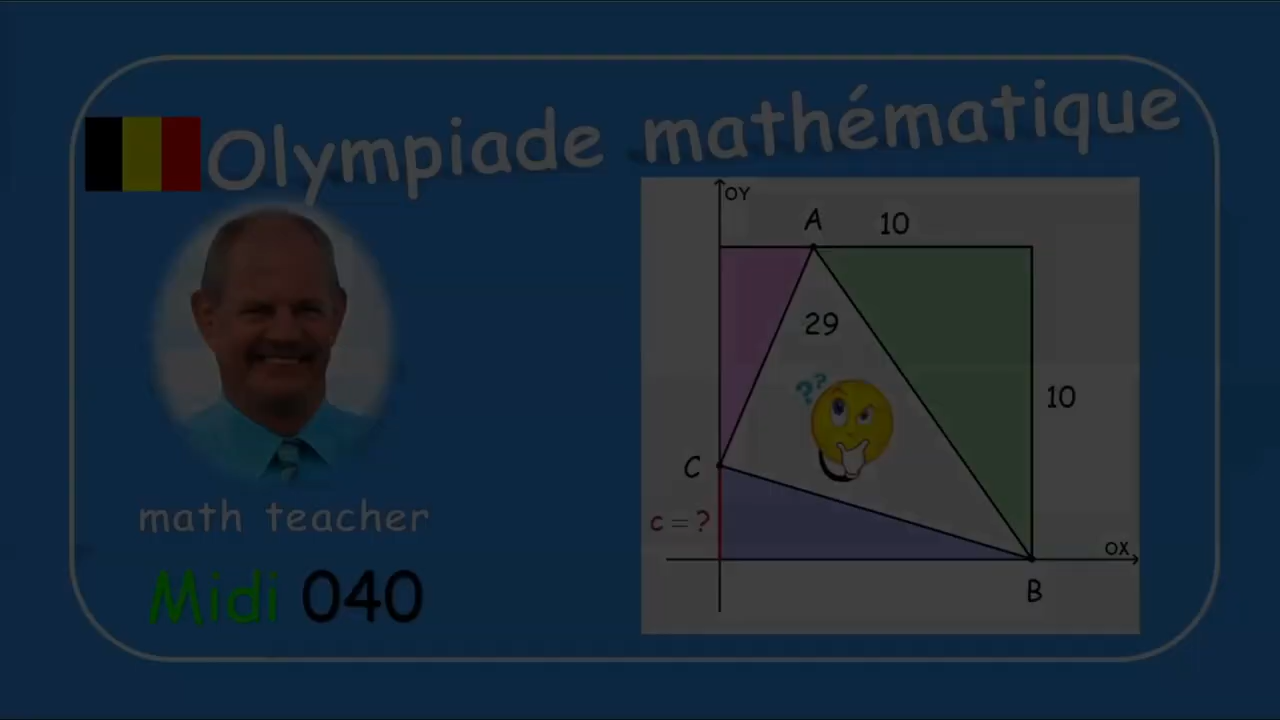 Olympiade mathématique
OY
A
10
29
10
C
c = ?
OX
B
??
math teacher
Midi 040